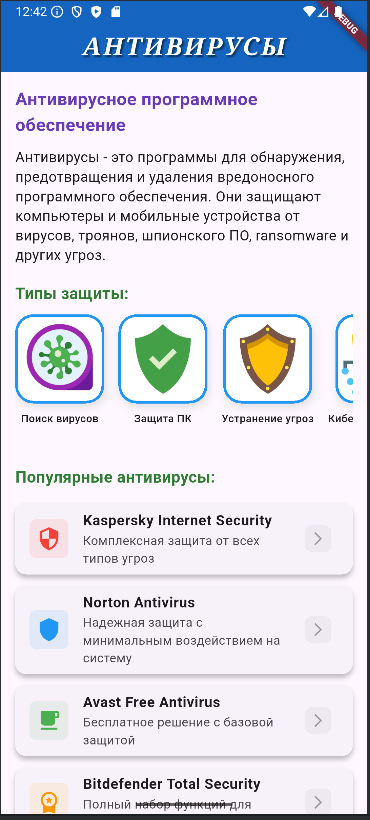 12:42
DEBUG
АНТИВИРУСЫ
Антивирусное программное
обеспечение
Антивирусы - это программы для обнаружения,
предотвращения и удаления вредоносного
программного обеспечения. Они защищают
компьютеры и мобильные устройства от
вирусов, троянов, шпионского ПО, ransomware и
других угроз.
Типы защиты:
Поиск вирусов
Защита ПК
Устранение угроз
Кибе
Популярные антивирусы:
Kaspersky Internet Security
Комплексная защита от всех
типов угроз
Norton Antivirus
Надежная защита с
минимальным воздействием на
систему
Avast Free Antivirus
Бесплатное решение с базовой
защитой
Bitdefender Total Security
Полный набор функций для